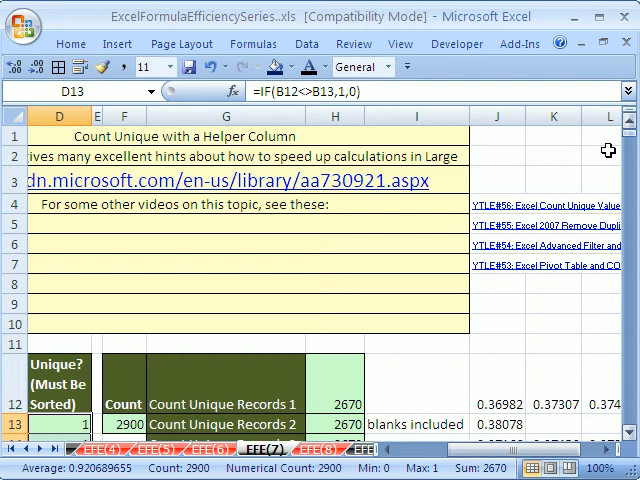 ExcelFormulaEfficiencySeries..xls [Compatibility Mode] - Microsoft Excel
Home Insert Page Layout Formulas Data Review View Developer Add-Ins
11 General
D13 fx =IF(B12<>B13,1,0)
D E F G H I J K L
1 Count Unique with a Helper Column
2 gives many excellent hints about how to speed up calculations in Large
3 dn.microsoft.com/en-us/library/aa730921.aspx
4 For some other videos on this topic, see these: YTLE#56: Excel Count Unique Value
5 YTLE#55: Excel 2007 Remove Dupli
6 YTLE#54: Excel Advanced Filter and
7 YTLE#53: Excel Pivot Table and CO
8
9
10
11
Unique?
(Must Be
12 Sorted) Count Count Unique Records 1 2670 0.36982 0.37307 0.374
13 1 2900 Count Unique Records 2 2670 blanks included 0.38078
EFE(4) EFE(5) EFE(6) EFE(7) EFE(8) EFE
Average: 0.920689655 Count: 2900 Numerical Count: 2900 Min: 0 Max: 1 Sum: 2670 100%